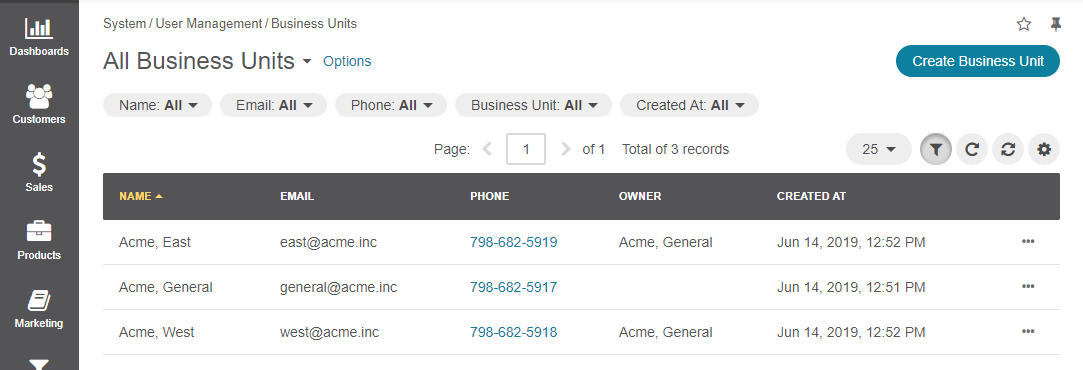 System / User Management / Business Units
All Business Units Options Create Business Unit
Name: All Email: All Phone: All Business Unit: All Created At: All
Page: 1 of 1 Total of 3 records 25
NAME EMAIL PHONE OWNER CREATED AT
Acme, East east@acme.inc 798-682-5919 Acme, General Jun 14, 2019, 12:52 PM
Acme, General general@acme.inc 798-682-5917 Jun 14, 2019, 12:51 PM
Acme, West west@acme.inc 798-682-5918 Acme, General Jun 14, 2019, 12:52 PM
Dashboards
Customers
Sales
Products
Marketing